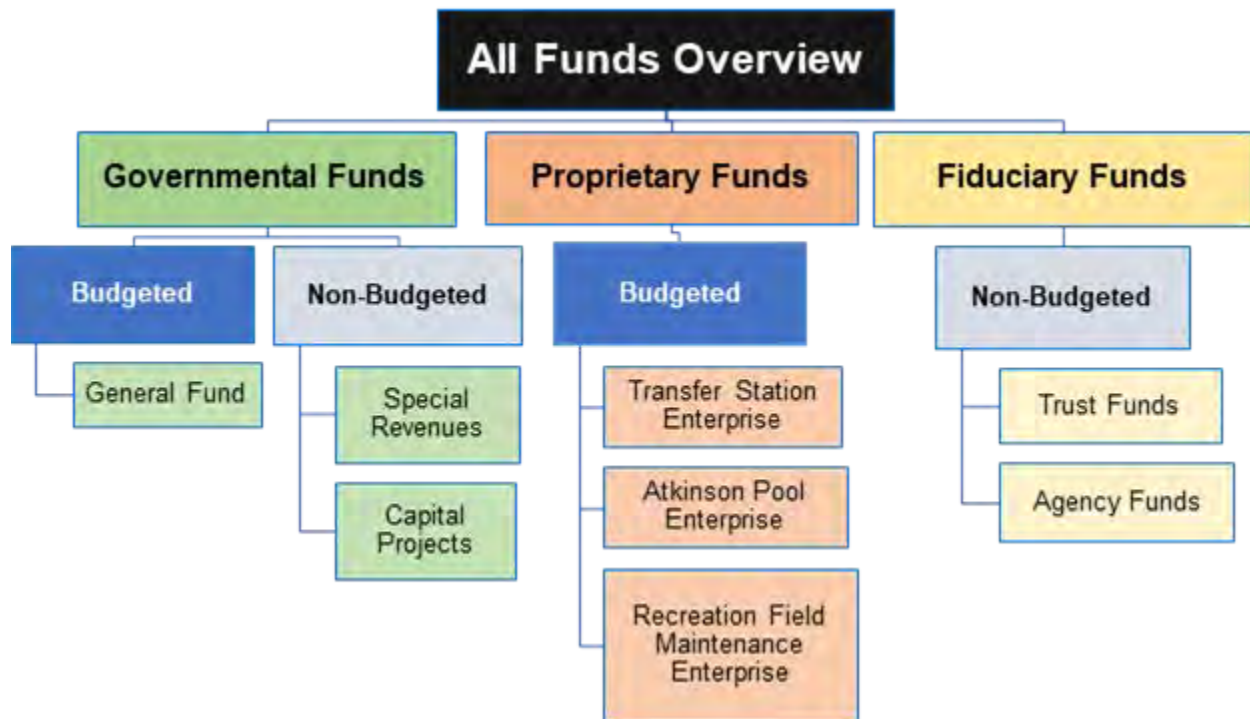 All Funds Overview
Governmental Funds
Proprietary Funds
Fiduciary Funds
Budgeted
Non-Budgeted
Budgeted
Non-Budgeted
General Fund
Special
Revenues
Capital
Projects
Transfer Station
Enterprise
Atkinson Pool
Enterprise
Recreation Field
Maintenance
Enterprise
Trust Funds
Agency Funds